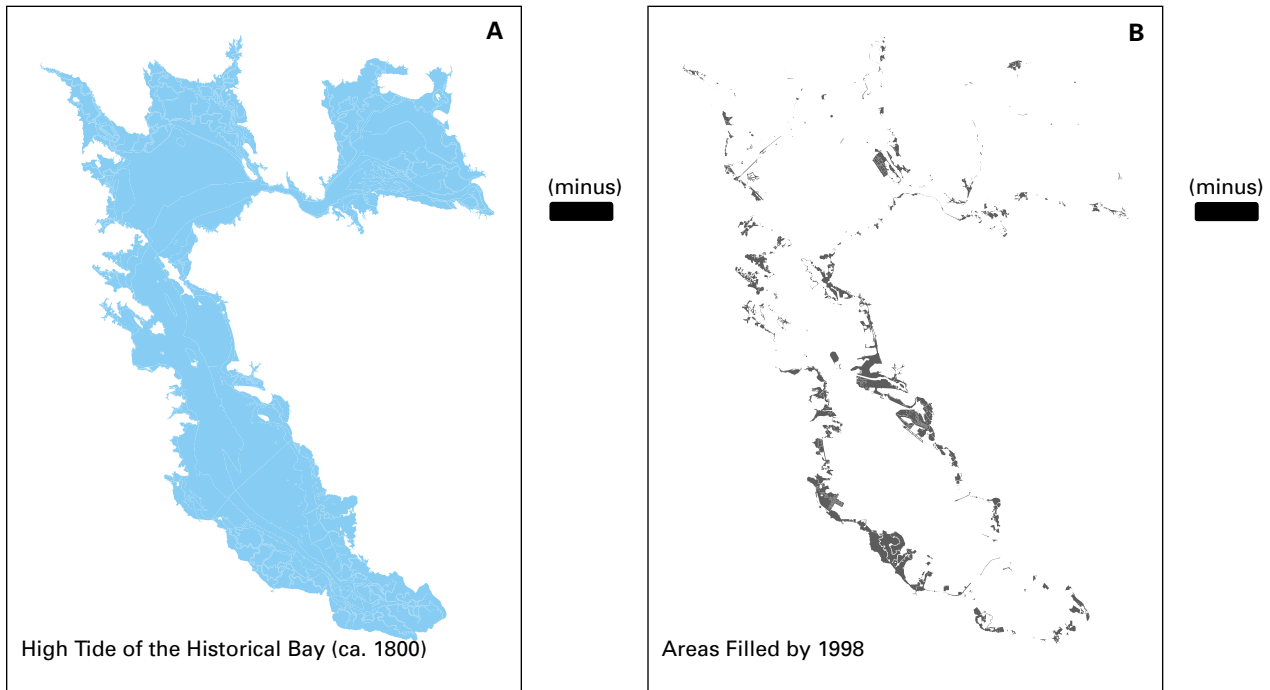 A
High Tide of the Historical Bay (ca. 1800)
(minus)
B
Areas Filled by 1998
(minus)